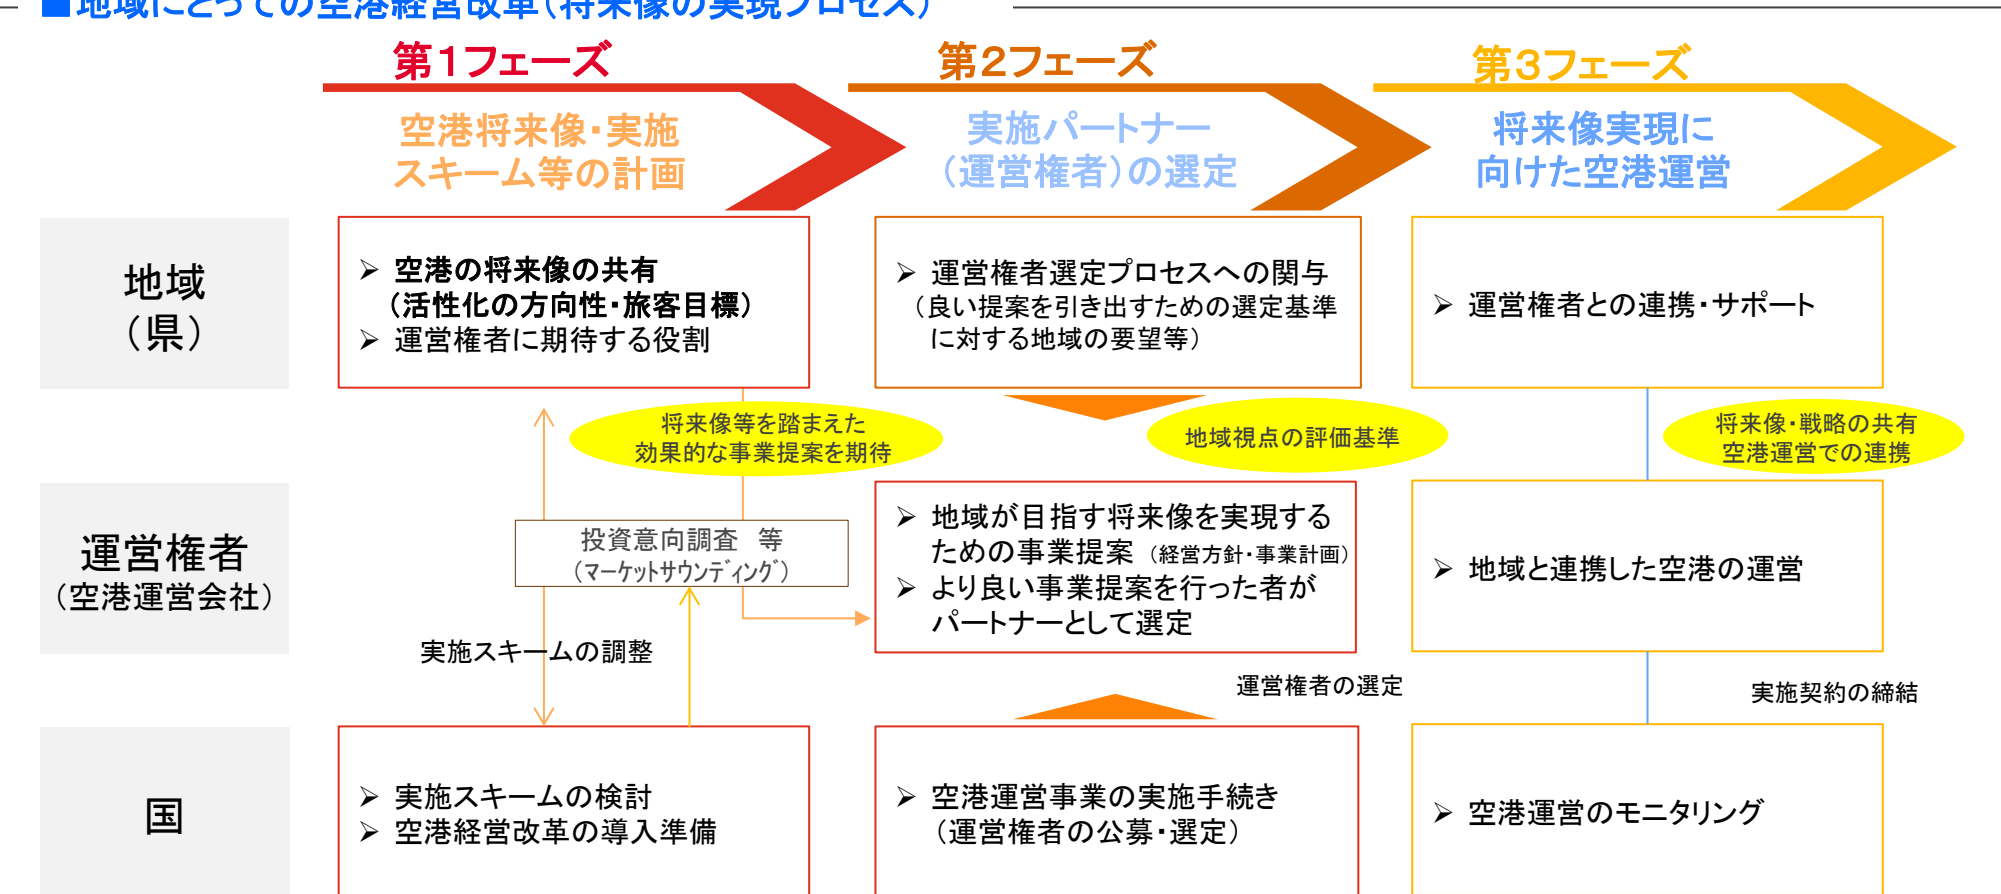 ■地域にとっての空港経営改革(将来像の実現プロセス)
第1フェーズ
第2フェーズ
第3フェーズ
空港将来像・実施
スキーム等の計画
実施パートナー
(運営権者)の選定
将来像実現に
向けた空港運営
地域
(県)
➢ 空港の将来像の共有
(活性化の方向性・旅客目標)
➢ 運営権者に期待する役割
➢ 運営権者選定プロセスへの関与
(良い提案を引き出すための選定基準
に対する地域の要望等)
➢ 運営権者との連携・サポート
将来像等を踏まえた
効果的な事業提案を期待
地域視点の評価基準
将来像・戦略の共有
空港運営での連携
運営権者
(空港運営会社)
投資意向調査 等
(マーケットサウンディング)
➢ 地域が目指す将来像を実現する
ための事業提案 (経営方針・事業計画)
➢ より良い事業提案を行った者が
パートナーとして選定
➢ 地域と連携した空港の運営
実施スキームの調整
運営権者の選定
実施契約の締結
国
➢ 実施スキームの検討
➢ 空港経営改革の導入準備
➢ 空港運営事業の実施手続き
(運営権者の公募・選定)
➢ 空港運営のモニタリング